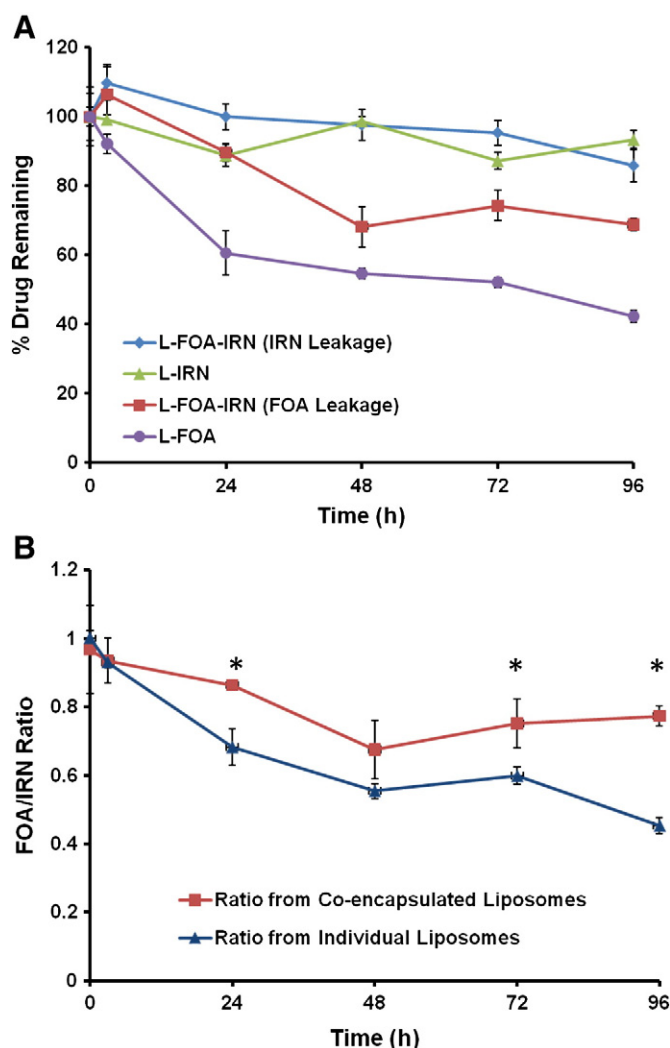 A
% Drug Remaining
120
100
80
60
40
20
0
L-FOA-IRN (IRN Leakage)
L-IRN
L-FOA-IRN (FOA Leakage)
L-FOA
0 24 48 72 96
Time (h)
B
FOA/IRN Ratio
1.2
1
0.8
0.6
0.4
0.2
0
* * *
Ratio from Co-encapsulated Liposomes
Ratio from Individual Liposomes
0 24 48 72 96
Time (h)